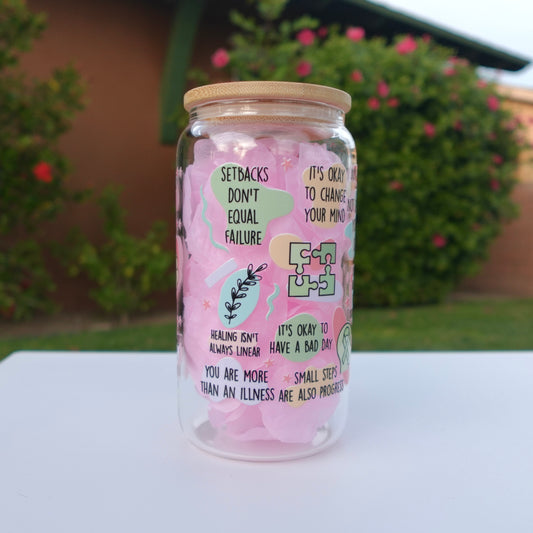 SETBACKS
DON'T
EQUAL
FAILURE
IT'S OKAY
TO CHANGE
YOUR MIND
HEALING ISN'T
ALWAYS LINEAR
IT'S OKAY TO
HAVE A BAD DAY
YOU ARE MORE
THAN AN ILLNESS
SMALL STEPS
ARE ALSO PROGRESS